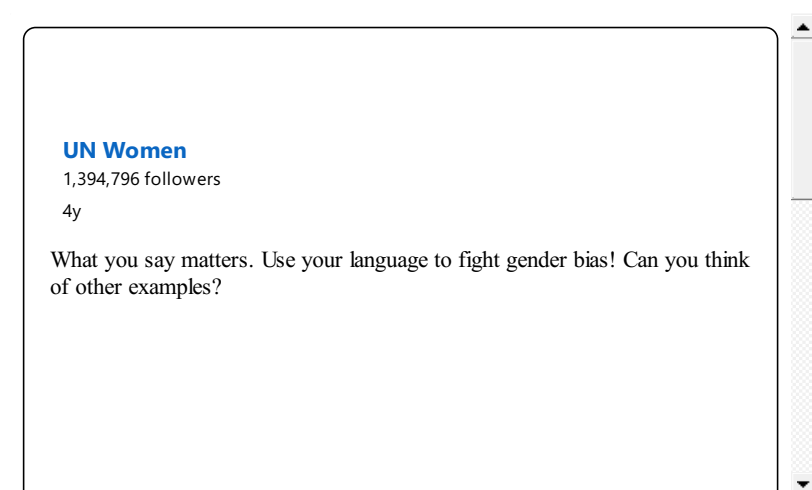 UN Women
1,394,796 followers
4y
What you say matters. Use your language to fight gender bias! Can you think
of other examples?